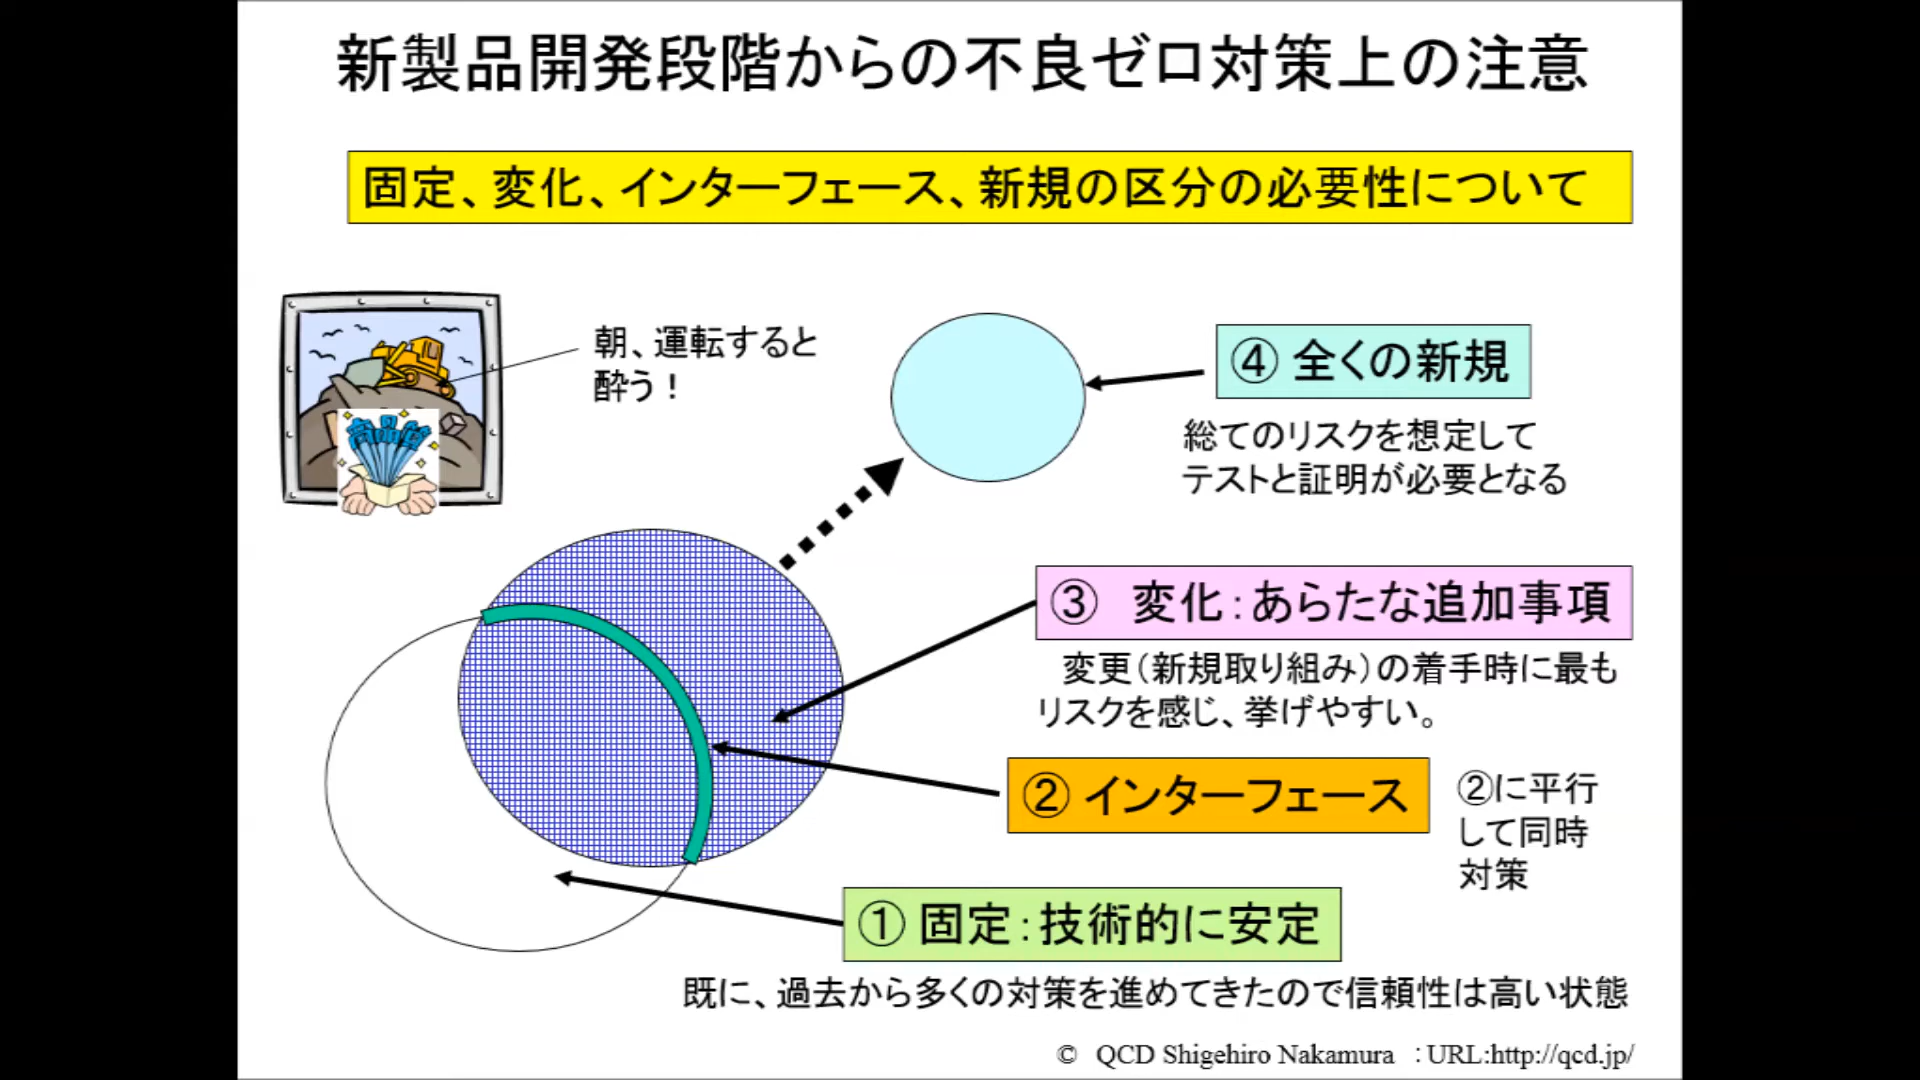 新製品開発段階からの不良ゼロ対策上の注意
固定、変化、インターフェース、新規の区分の必要性について
朝、運転すると
酔う！
④ 全くの新規
総てのリスクを想定して
テストと証明が必要となる
③ 変化：あらたな追加事項
変更（新規取り組み）の着手時に最も
リスクを感じ、挙げやすい。
② インターフェース
②に平行
して同時
対策
① 固定：技術的に安定
既に、過去から多くの対策を進めてきたので信頼性は高い状態
© QCD Shigehiro Nakamura ：URL:http://qcd.jp/